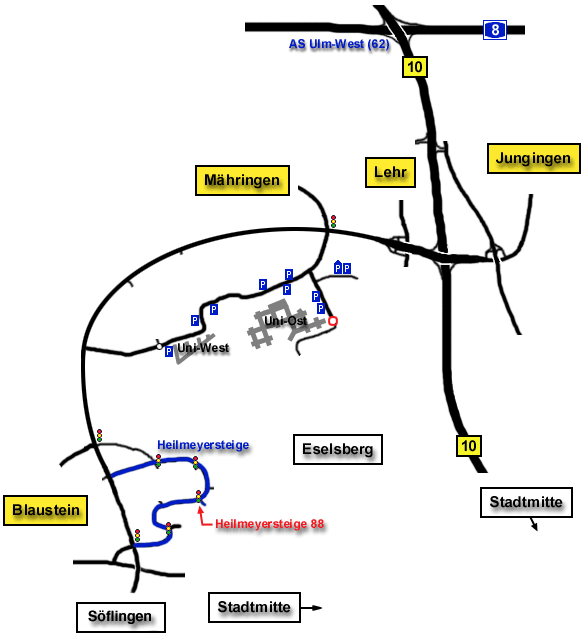 8
AS Ulm-West (62)
10
Jungingen
Lehr
Mähringen
P
P
P
P
P
P
P
P
P
P
Uni-Ost
Uni-West
Heilmeyersteige
Eselsberg
10
Stadtmitte
Blaustein
Heilmeyersteige 88
Söflingen
Stadtmitte